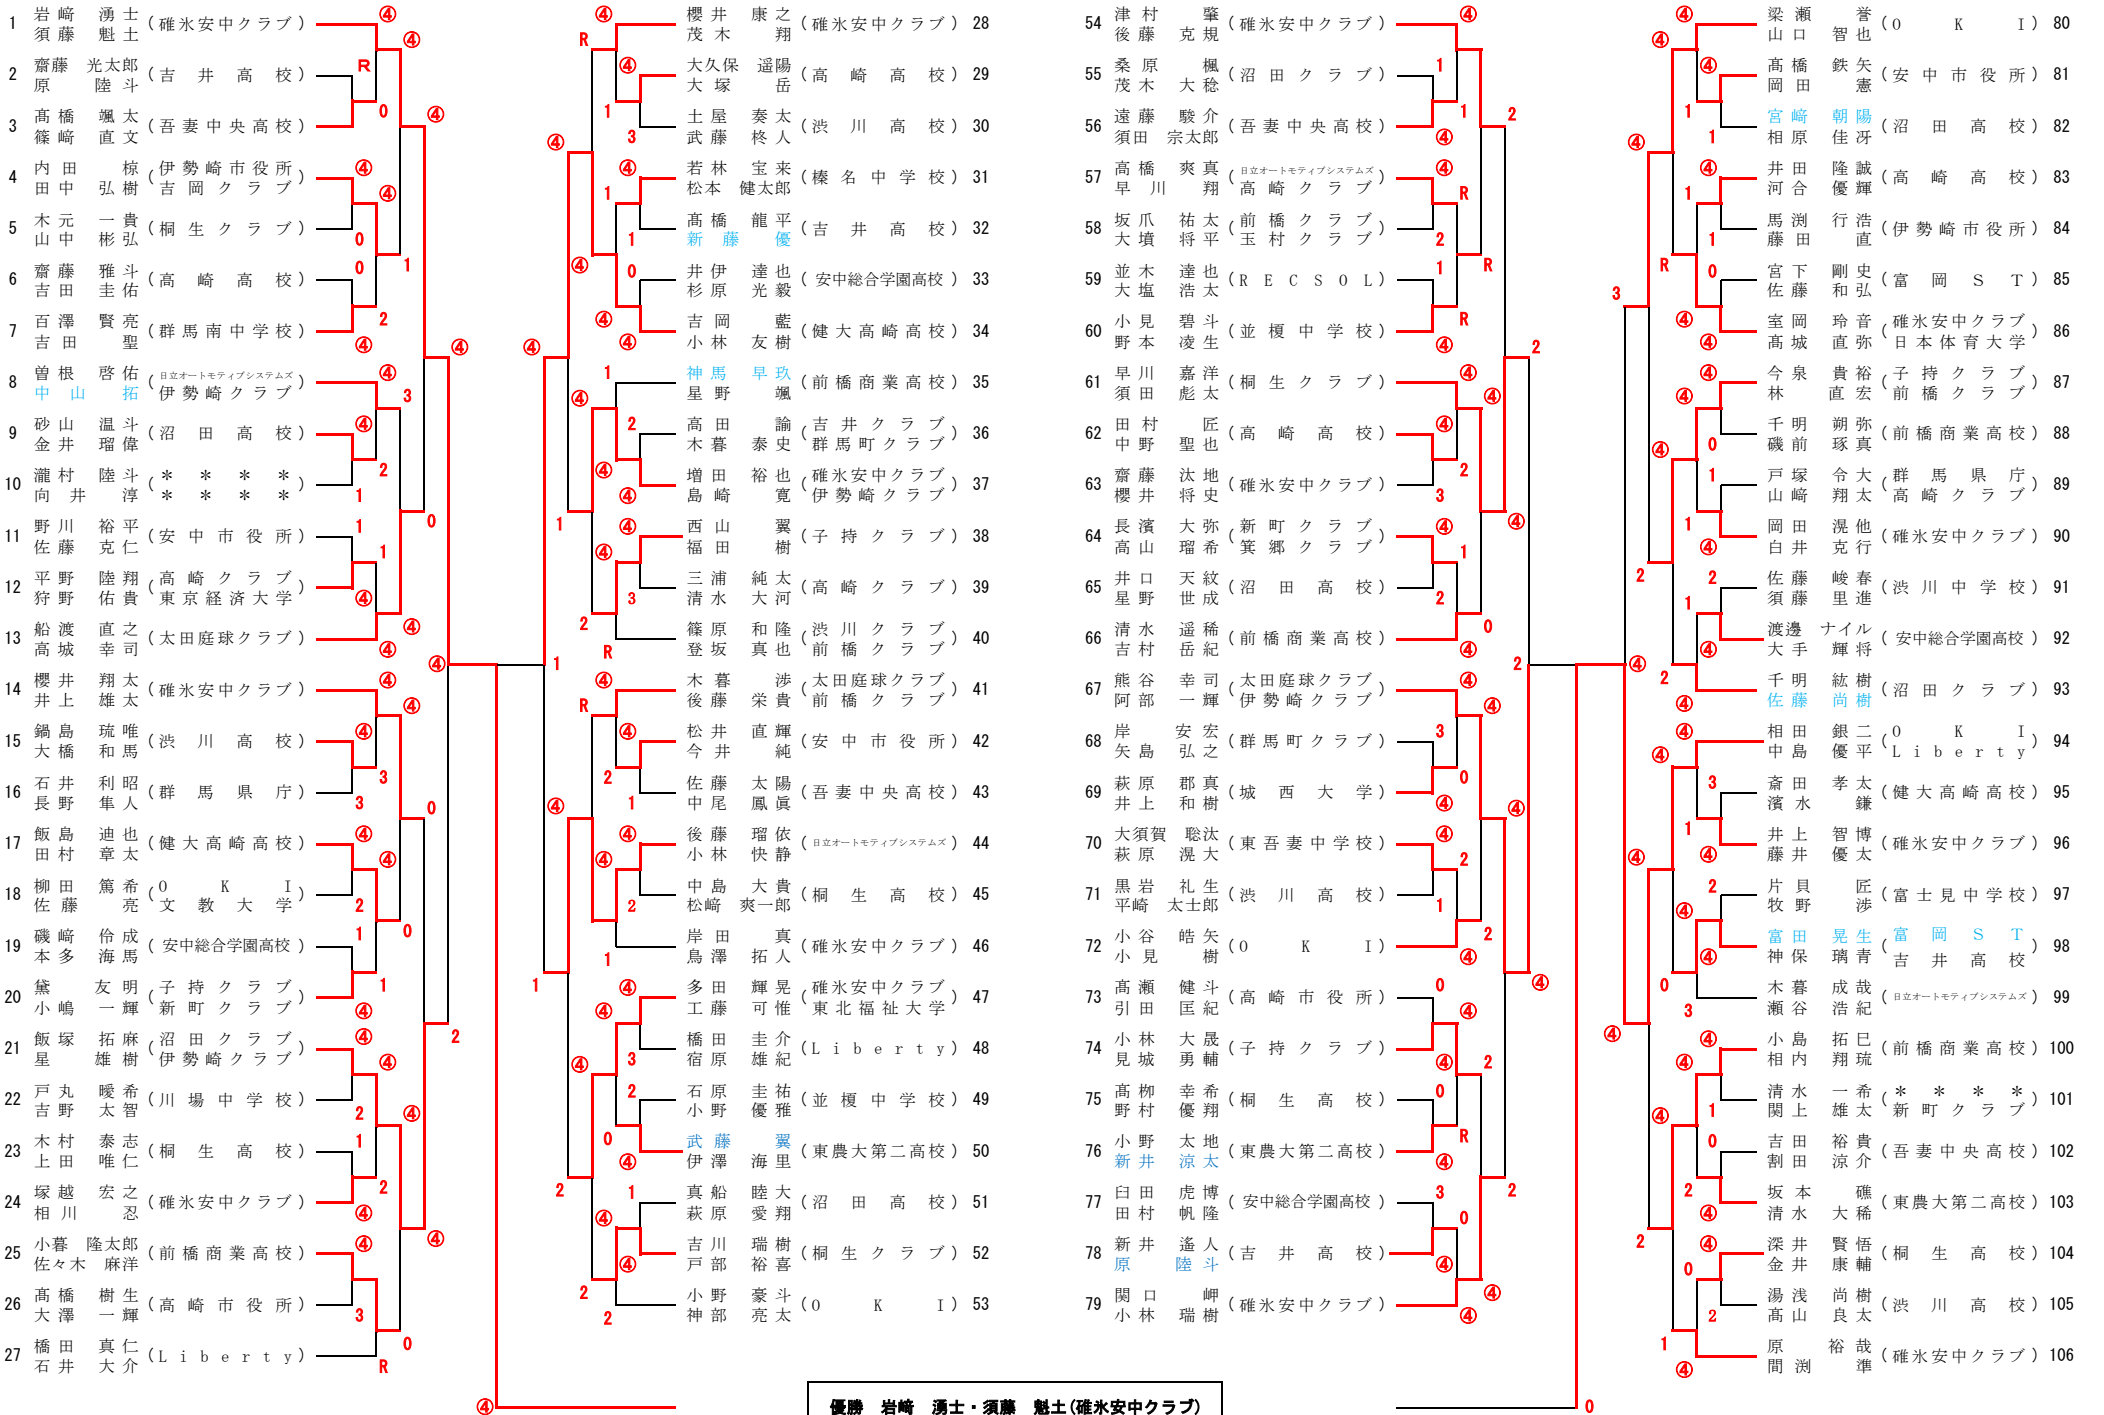 1 岩﨑 湧士 (碓氷安中クラブ)
須藤 魁土
2 齋藤 光太郎 (吉井高校)
原 陸斗
3 髙橋 颯太 (吾妻中央高校)
篠﨑 直文
4 内田 椋 (伊勢崎市役所
田中 弘樹 吉岡クラブ)
5 木元 一貴 (桐生クラブ)
山中 彬弘
6 齋藤 雅斗 (高崎高校)
吉田 圭佑
7 百澤 賢亮 (群馬南中学校)
吉田 聖
8 曽根 啓佑 (日立オートモティブシステムズ
中山 拓 伊勢崎クラブ)
9 砂山 温斗 (沼田高校)
金井 瑠偉
10 瀧村 陸斗 (****
向井 淳 ****)
11 野川 裕平 (安中市役所)
佐藤 克仁
12 平野 陸翔 (高崎クラブ
狩野 佑貴 東京経済大学)
13 船渡 直之 (太田庭球クラブ)
高城 幸司
14 櫻井 翔太 (碓氷安中クラブ)
井上 雄太
15 鍋島 琉唯 (渋川高校)
大橋 和馬
16 石井 利昭 (群馬県庁)
長野 隼人
17 飯島 迪也 (健大高崎高校)
田村 章太
18 柳田 篤希 (OKI
佐藤 亮 文教大学)
19 磯﨑 伶成 (安中総合学園高校)
本多 海馬
20 黛 友明 (子持クラブ
小嶋 一輝 新町クラブ)
21 飯塚 拓麻 (沼田クラブ
星 雄樹 伊勢崎クラブ)
22 戸丸 曖希 (川場中学校)
吉野 太智
23 木村 泰志 (桐生高校)
上田 唯仁
24 塚越 宏之 (碓氷安中クラブ)
相川 忍
25 小暮 隆太郎 (前橋商業高校)
佐々木 麻洋
26 髙橋 樹生 (高崎市役所)
大澤 一輝
27 橋田 真仁 (Liberty)
石井 大介
櫻井 康之 (碓氷安中クラブ) 28
茂木 翔
大久保 遥陽 (高崎高校) 29
大塚 岳
土屋 奏太 (渋川高校) 30
武藤 柊人
若林 宝来 (榛名中学校) 31
松本 健太郎
髙橋 龍平 (吉井高校) 32
新藤 優
井伊 達也 (安中総合学園高校) 33
杉原 光毅
吉岡 藍 (健大高崎高校) 34
小林 友樹
神馬 早玖 (前橋商業高校) 35
星野 颯
高田 諭 (吉井クラブ 36
木暮 泰史 群馬町クラブ)
増田 裕也 (碓氷安中クラブ 37
島崎 寛 伊勢崎クラブ)
西山 翼 (子持クラブ) 38
福田 樹
三浦 純太 (高崎クラブ) 39
清水 大河
篠原 和隆 (渋川クラブ 40
登坂 真也 前橋クラブ)
木暮 渉 (太田庭球クラブ 41
後藤 栄貴 前橋クラブ)
松井 直輝 (安中市役所) 42
今井 純
佐藤 太陽 (吾妻中央高校) 43
中尾 鳳眞
後藤 瑠依 (日立オートモティブシステムズ) 44
小林 快静
中島 大貴 (桐生高校) 45
松﨑 爽一郎
岸田 真 (碓氷安中クラブ) 46
鳥澤 拓人
多田 輝晃 (碓氷安中クラブ 47
工藤 可惟 東北福祉大学)
橋田 圭介 (Liberty) 48
宿原 雄紀
石原 圭祐 (並榎中学校) 49
小野 優雅
武藤 翼 (東農大第二高校) 50
伊澤 海里
真船 睦大 (沼田高校) 51
萩原 愛翔
吉川 瑞樹 (桐生クラブ) 52
戸部 裕喜
小野 豪斗 (OKI) 53
神部 亮太
54 津村 肇 (碓氷安中クラブ)
後藤 克規
55 桑原 楓 (沼田クラブ)
茂木 大稔
56 遠藤 駿介 (吾妻中央高校)
須田 宗太郎
57 高橋 爽真 (日立オートモティブシステムズ
早川 翔 高崎クラブ)
58 坂爪 祐太 (前橋クラブ
大墳 将平 玉村クラブ)
59 並木 達也 (RECSOL)
大塩 浩太
60 小見 碧斗 (並榎中学校)
野本 凌生
61 早川 嘉洋 (桐生クラブ)
須田 彪太
62 田村 匠 (高崎高校)
中野 聖也
63 齋藤 汰地 (碓氷安中クラブ)
櫻井 将史
64 長濱 大弥 (新町クラブ
高山 瑠希 箕郷クラブ)
65 井口 天紋 (沼田高校)
星野 世成
66 清水 遥稀 (前橋商業高校)
吉村 岳紀
67 熊谷 幸司 (太田庭球クラブ
阿部 一輝 伊勢崎クラブ)
68 岸 安宏 (群馬町クラブ)
矢島 弘之
69 萩原 郡真 (城西大学)
井上 和樹
70 大須賀 聡汰 (東吾妻中学校)
萩原 滉大
71 黒岩 礼生 (渋川高校)
平﨑 太士郎
72 小谷 皓矢 (OKI)
小見 樹
73 髙瀬 健斗 (高崎市役所)
引田 匡紀
74 小林 大晟 (子持クラブ)
見城 勇輔
75 髙栁 幸希 (桐生高校)
野村 優翔
76 小野 太地 (東農大第二高校)
新井 涼太
77 臼田 虎博 (安中総合学園高校)
田村 帆隆
78 新井 遙人 (吉井高校)
原 陸斗
79 関口 岬 (碓氷安中クラブ)
小林 瑞樹
梁瀬 誉 (OKI) 80
山口 智也
髙橋 鉄矢 (安中市役所) 81
岡田 憲
宮﨑 朝陽 (沼田高校) 82
相原 佳冴
井田 隆誠 (高崎高校) 83
河合 優輝
馬渕 行浩 (伊勢崎市役所) 84
藤田 直
宮下 剛史 (富岡ST) 85
佐藤 和弘
室岡 玲音 (碓氷安中クラブ 86
髙城 直弥 日本体育大学)
今泉 貴裕 (子持クラブ 87
林 直宏 前橋クラブ)
千明 朔弥 (前橋商業高校) 88
磯前 琢真
戸塚 令大 (群馬県庁 89
山﨑 翔太 高崎クラブ)
岡田 滉他 (碓氷安中クラブ) 90
白井 克行
佐藤 峻春 (渋川中学校) 91
須藤 里進
渡邊 ナイル (安中総合学園高校) 92
大手 輝将
千明 紘樹 (沼田クラブ) 93
佐藤 尚樹
相田 銀二 (OKI 94
中島 優平 Liberty)
斎田 孝太 (健大高崎高校) 95
濱水 鎌
井上 智博 (碓氷安中クラブ) 96
藤井 優太
片貝 匠 (富士見中学校) 97
牧野 渉
富田 晃生 (富岡ST 98
神保 璃青 吉井高校)
木暮 成哉 (日立オートモティブシステムズ) 99
瀬谷 浩紀
小島 拓巳 (前橋商業高校) 100
相内 翔琉
清水 一希 (**** 101
関上 雄太 新町クラブ)
吉田 裕貴 (吾妻中央高校) 102
割田 涼介
坂本 礁 (東農大第二高校) 103
清水 大稀
深井 賢悟 (桐生高校) 104
金井 康輔
湯浅 尚樹 (渋川高校) 105
髙山 良太
原 裕哉 (碓氷安中クラブ) 106
間渕 準
④ 0
優勝 岩崎 湧士・須藤 魁土(碓氷安中クラブ)